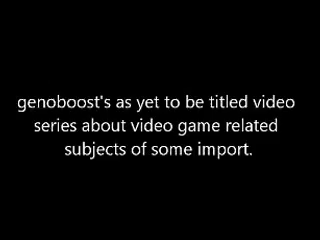 genoboost's as yet to be titled video
series about video game related
subjects of some import.